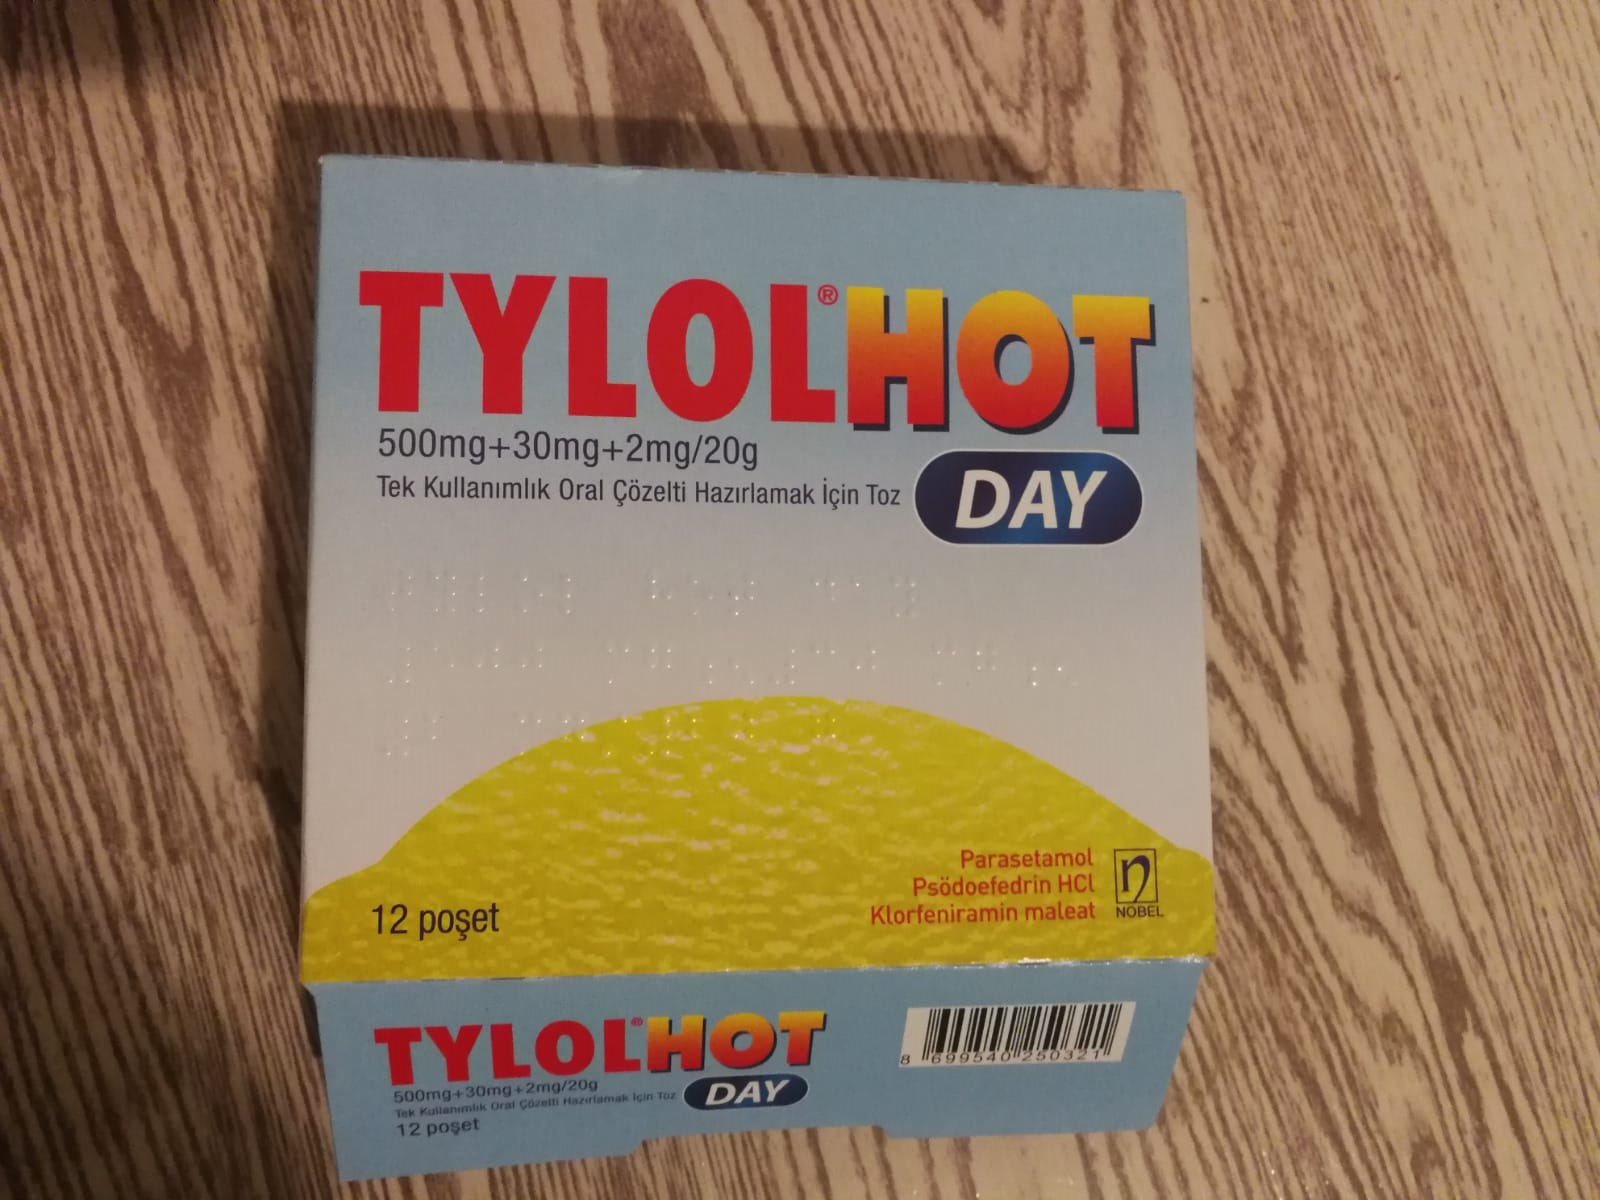 TYLOL®HOT
500mg+30mg+2mg/20g
Tek Kullanımlık Oral Çözelti Hazırlamak İçin Toz
DAY
Parasetamol
Psödoefedrin HCl
Klorfeniramin maleat
NOBEL
12 poşet
TYLOL®HOT
500mg+30mg+2mg/20g
Tek Kullanımlık Oral Çözelti Hazırlamak İçin Toz
DAY
12 poşet
8 699540 250321